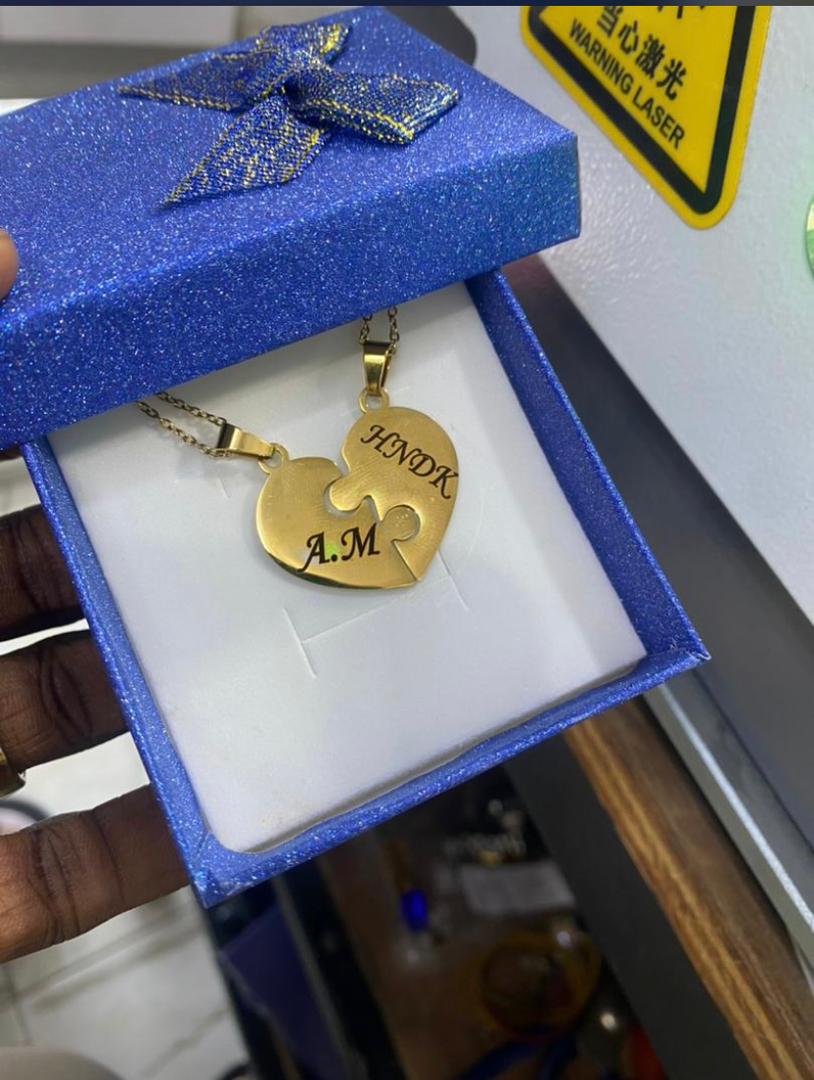 当心激光
WARNING LASER
HNDK
A.M